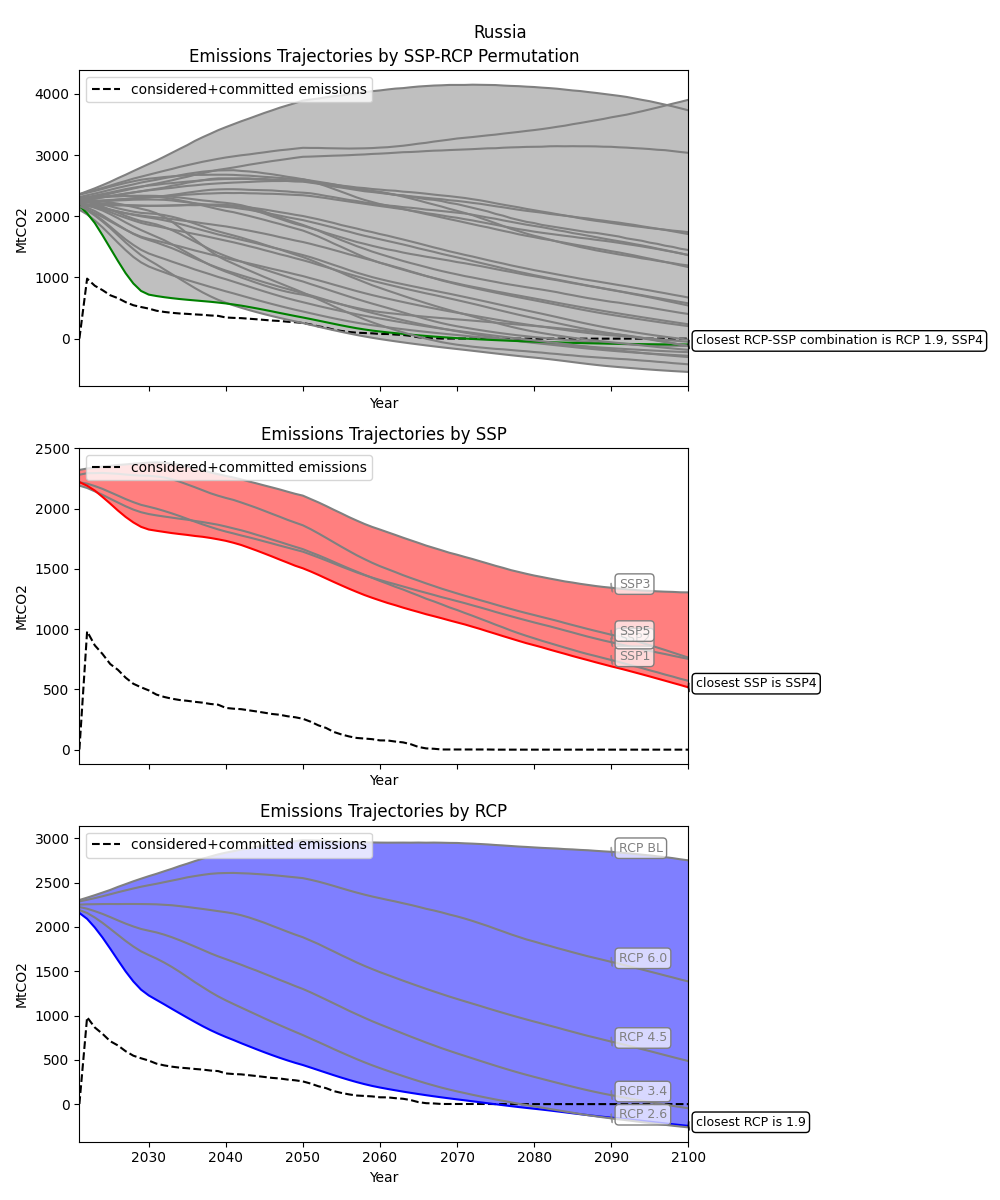 Russia
Emissions Trajectories by SSP-RCP Permutation
considered+committed emissions
4000
3000
2000
1000
0
MtCO2
Year
closest RCP-SSP combination is RCP 1.9, SSP4
Emissions Trajectories by SSP
considered+committed emissions
2500
2000
1500
1000
500
0
MtCO2
SSP3
SSP5
SSP1
closest SSP is SSP4
Year
Emissions Trajectories by RCP
considered+committed emissions
3000
2500
2000
1500
1000
500
0
MtCO2
RCP BL
RCP 6.0
RCP 4.5
RCP 3.4
RCP 2.6
closest RCP is 1.9
2030 2040 2050 2060 2070 2080 2090 2100
Year